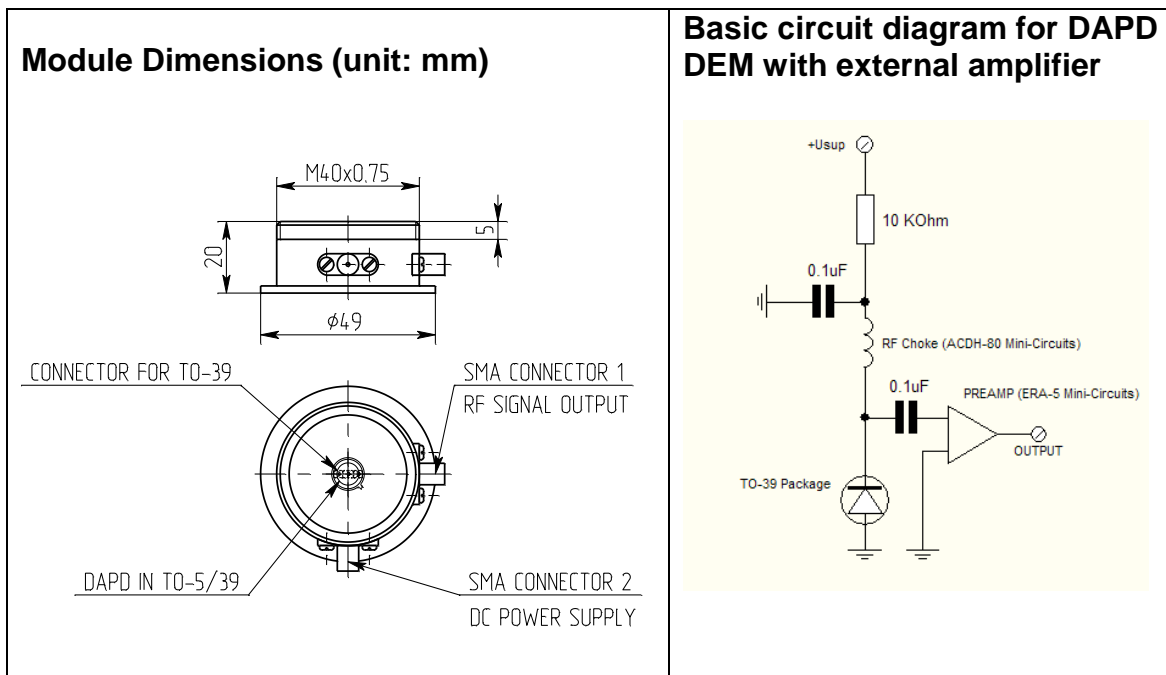 Module Dimensions (unit: mm)
M40x0,75
5
20
ϕ49
CONNECTOR FOR TO-39
SMA CONNECTOR 1
RF SIGNAL OUTPUT
DAPD IN TO-5/39
SMA CONNECTOR 2
DC POWER SUPPLY
Basic circuit diagram for DAPD
DEM with external amplifier
+Usup
10 KOhm
0.1uF
RF Choke (ACDH-80 Mini-Circuits)
0.1uF
PREAMP (ERA-5 Mini-Circuits)
OUTPUT
TO-39 Package